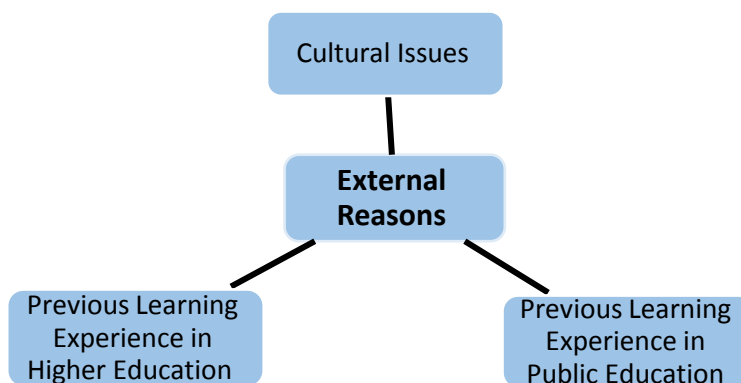 Cultural Issues
External
Reasons
Previous Learning
Experience in
Higher Education
Previous Learning
Experience in
Public Education